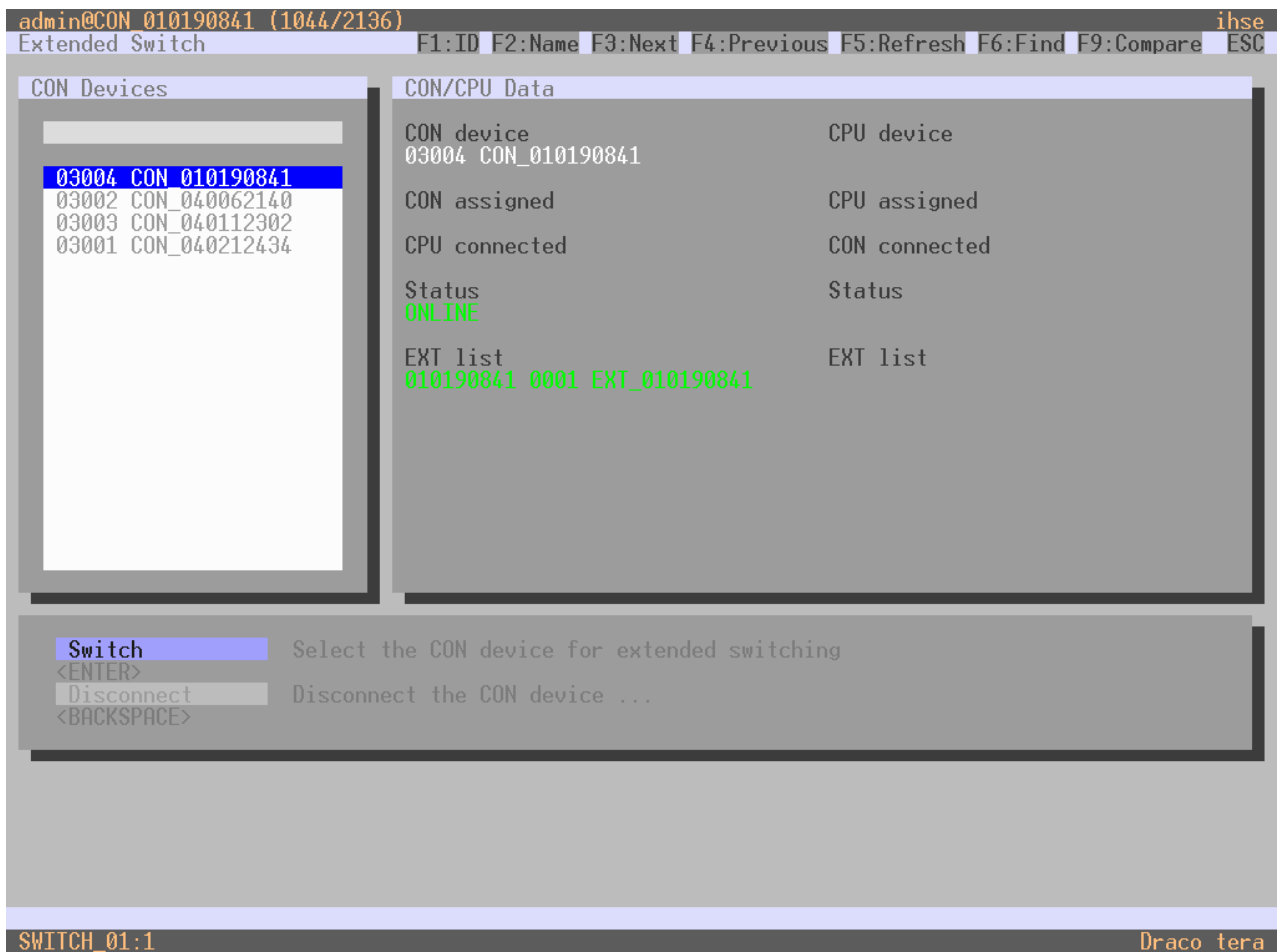 admin@CON_010190841 (1044/2136) ihse
Extended Switch F1:ID F2:Name F3:Next F4:Previous F5:Refresh F6:Find F9:Compare ESC
CON Devices
03004 CON_010190841
03002 CON_040062140
03003 CON_040112302
03001 CON_040212434
CON/CPU Data
CON device CPU device
03004 CON_010190841
CON assigned CPU assigned
CPU connected CON connected
Status Status
ONLINE
EXT list EXT list
010190841 0001 EXT_010190841
Switch Select the CON device for extended switching
<ENTER>
Disconnect Disconnect the CON device ...
<BACKSPACE>
SWITCH_01:1 Draco tera